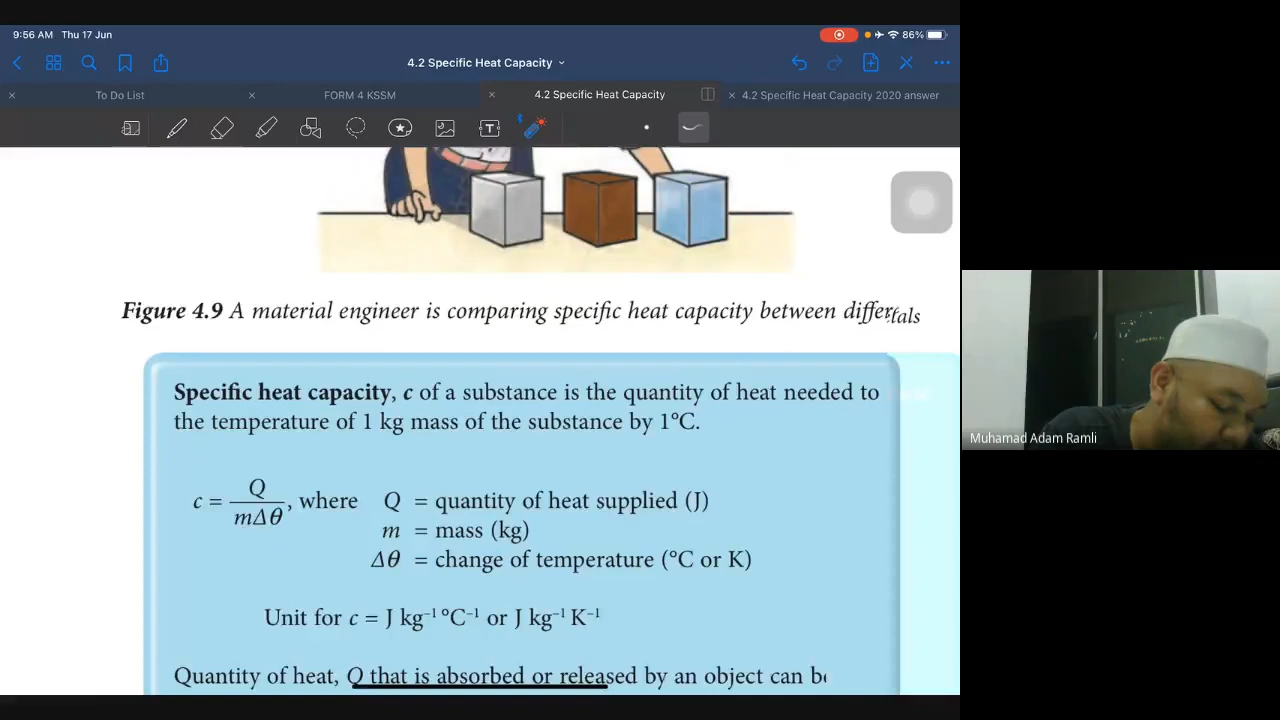 9:56 AM Thu 17 Jun
86%
4.2 Specific Heat Capacity
To Do List
FORM 4 KSSM
4.2 Specific Heat Capacity
4.2 Specific Heat Capacity 2020 answer
T
Figure 4.9 A material engineer is comparing specific heat capacity between
Specific heat capacity, c of a substance is the quantity of heat needed to
the temperature of 1 kg mass of the substance by 1°C.
c = Q / mΔθ, where Q = quantity of heat supplied (J)
m = mass (kg)
Δθ = change of temperature (°C or K)
Unit for c = J kg⁻¹ °C⁻¹ or J kg⁻¹ K⁻¹
Quantity of heat, Q that is absorbed or released by an object can
Muhamad Adam Ramli